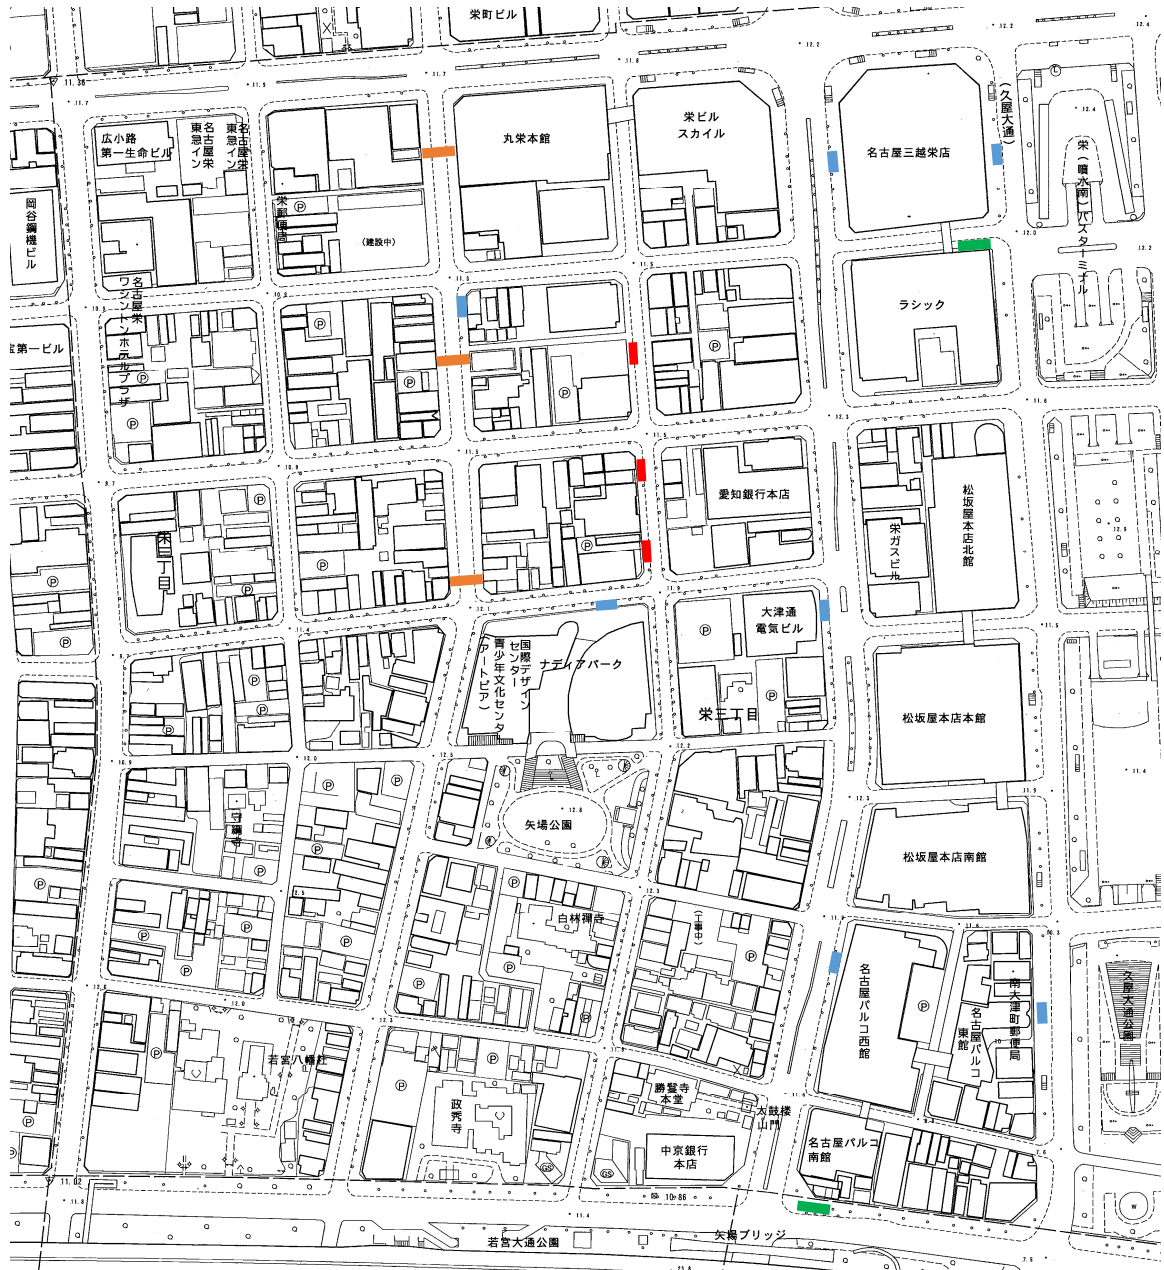 栄町ビル
広小路
第一生命ビル
名古屋栄
東急イン
名古屋栄
東急イン
丸栄本館
栄ビル
スカイル
名古屋三越栄店
(久屋大通)
栄(噴水南)バスターミナル
岡谷鋼機ビル
栄郵便局
(建設中)
ラシック
名古屋栄
ワシントンホテルプラザ
宝第一ビル
愛知銀行本店
栄ガスビル
松坂屋本店北館
栄三丁目
大津通
電気ビル
国際デザイン
センター
青少年文化センタ
(アートピア)
ナディアパーク
栄三丁目
松坂屋本店本館
矢場公園
守綱寺
松坂屋本店南館
白林禅寺
(工事中)
名古屋パルコ西館
名古屋パルコ
東館
南大津町郵便局
久屋大通公園
若宮八幡社
政秀寺
勝鬘寺
本堂
太鼓楼
山門
中京銀行
本店
名古屋パルコ
南館
若宮大通公園
矢場ブリッジ
11.02
10.86
GS
GS